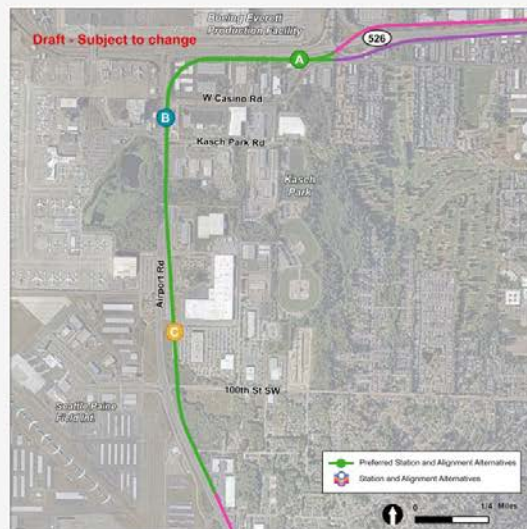 Boeing Everett
Production Facility
Draft - Subject to change
526
A
W Casino Rd
B
Kasch Park Rd
Kasch
Park
Airport Rd
C
100th St SW
Seattle Paine
Field Int.
Preferred Station and Alignment Alternatives
Station and Alignment Alternatives
0 1/4 Miles